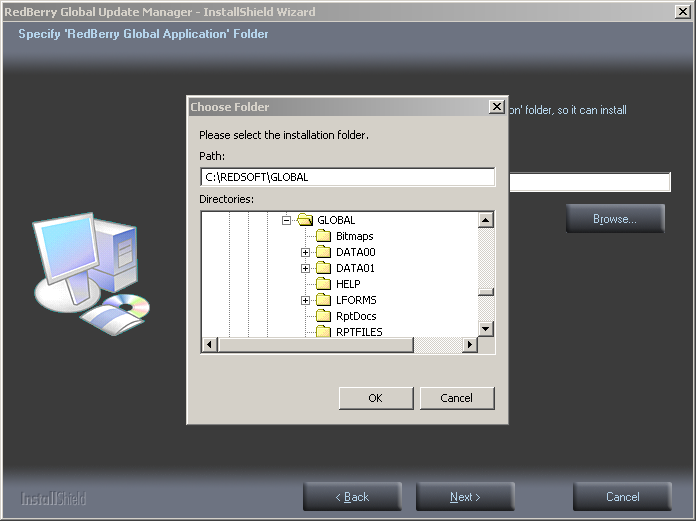 RedBerry Global Update Manager - InstallShield Wizard
Specify 'RedBerry Global Application' Folder
on' folder, so it can install
Choose Folder
Please select the installation folder.
Path:
C:\REDSOFT\GLOBAL
Directories:
GLOBAL
Bitmaps
DATA00
DATA01
HELP
LFORMS
RptDocs
RPTFILES
OK Cancel
Browse...
InstallShield
< Back Next > Cancel